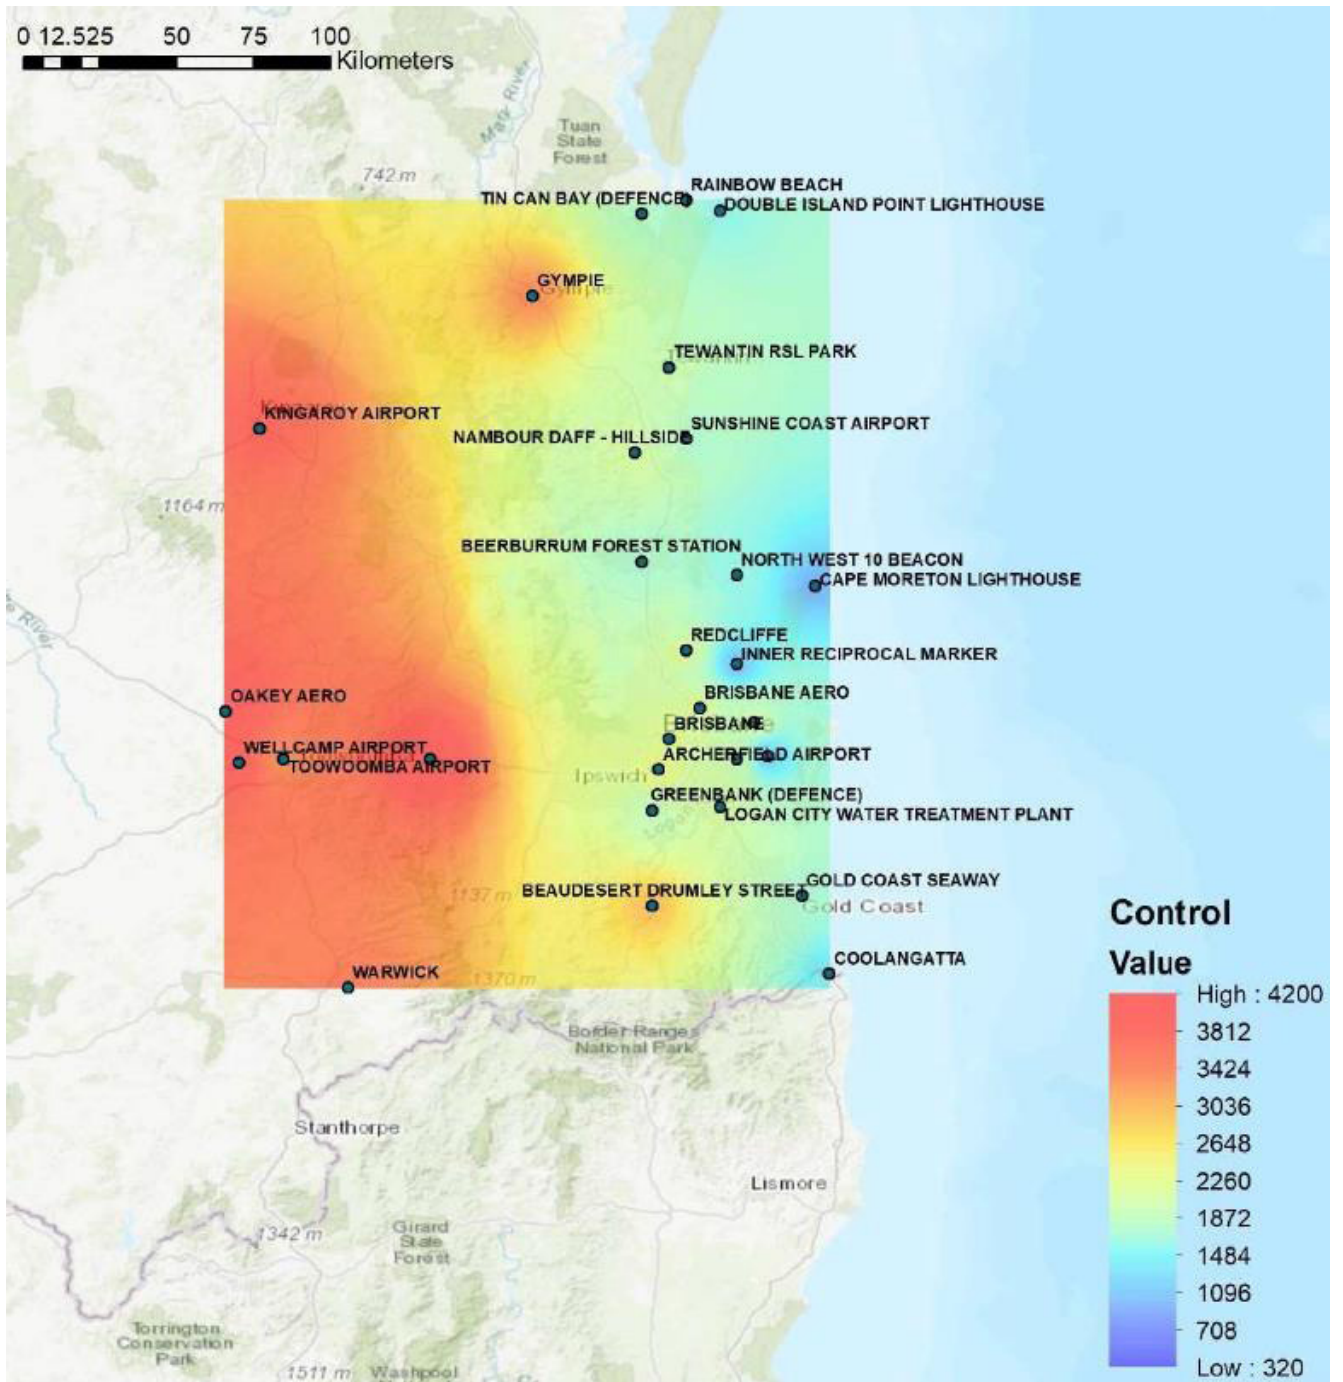 0 12.525 50 75 100
Kilometers
Mary River
Tuan
State
Forest
742 m
RAINBOW BEACH
TIN CAN BAY (DEFENCE)
DOUBLE ISLAND POINT LIGHTHOUSE
GYMPIE
Gympie
TEWANTIN RSL PARK
KINGAROY AIRPORT
SUNSHINE COAST AIRPORT
NAMBOUR DAFF - HILLSIDE
1164 m
BEERBURRUM FOREST STATION
NORTH WEST 10 BEACON
CAPE MORETON LIGHTHOUSE
River
REDCLIFFE
INNER RECIPROCAL MARKER
OAKEY AERO
BRISBANE AERO
BRISBANE
WELLCAMP AIRPORT
ARCHERFIELD AIRPORT
TOOWOOMBA AIRPORT
Ipswich
GREENBANK (DEFENCE)
LOGAN CITY WATER TREATMENT PLANT
Logan
1137 m
BEAUDESERT DRUMLEY STREET
GOLD COAST SEAWAY
Gold Coast
COOLANGATTA
WARWICK
1370 m
Border Ranges
National Park
Stanthorpe
Lismore
1342 m
Girard
State
Forest
Torrington
Conservation
Park
1511 m
Washpool
Control
Value
High : 4200
3812
3424
3036
2648
2260
1872
1484
1096
708
Low : 320